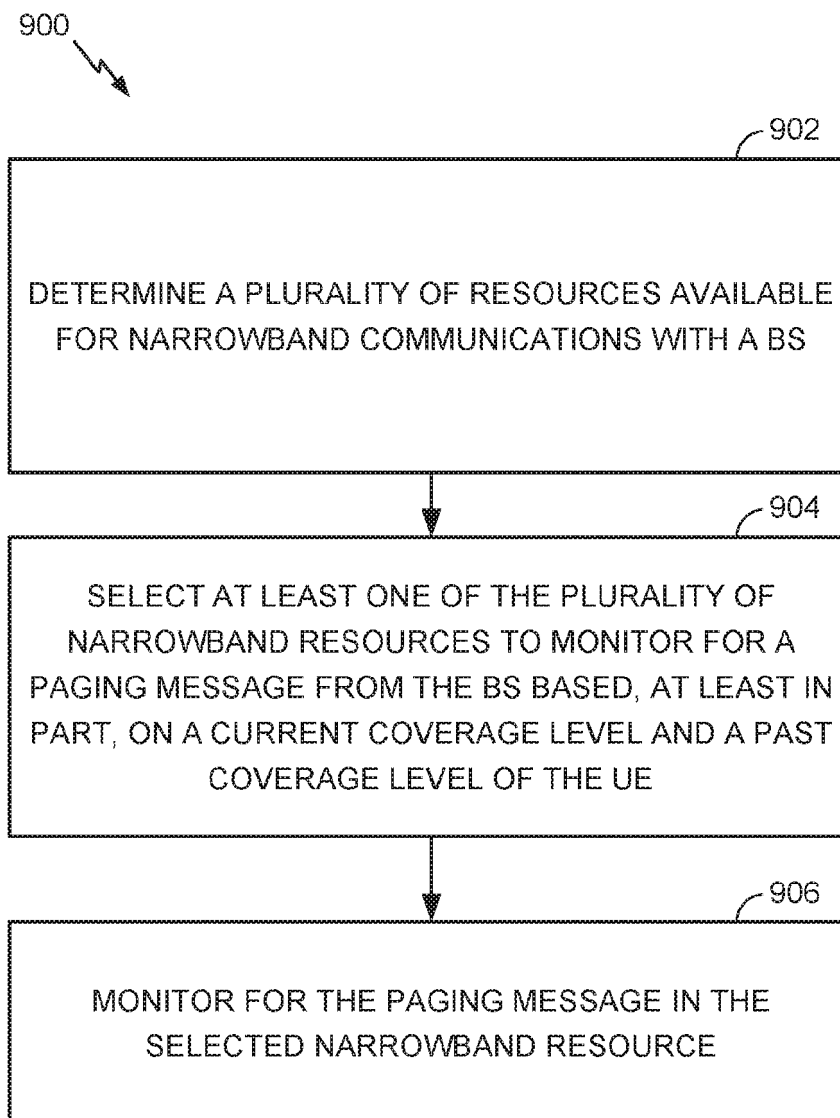 900
902
DETERMINE A PLURALITY OF RESOURCES AVAILABLE
FOR NARROWBAND COMMUNICATIONS WITH A BS
904
SELECT AT LEAST ONE OF THE PLURALITY OF
NARROWBAND RESOURCES TO MONITOR FOR A
PAGING MESSAGE FROM THE BS BASED, AT LEAST IN
PART, ON A CURRENT COVERAGE LEVEL AND A PAST
COVERAGE LEVEL OF THE UE
906
MONITOR FOR THE PAGING MESSAGE IN THE
SELECTED NARROWBAND RESOURCE